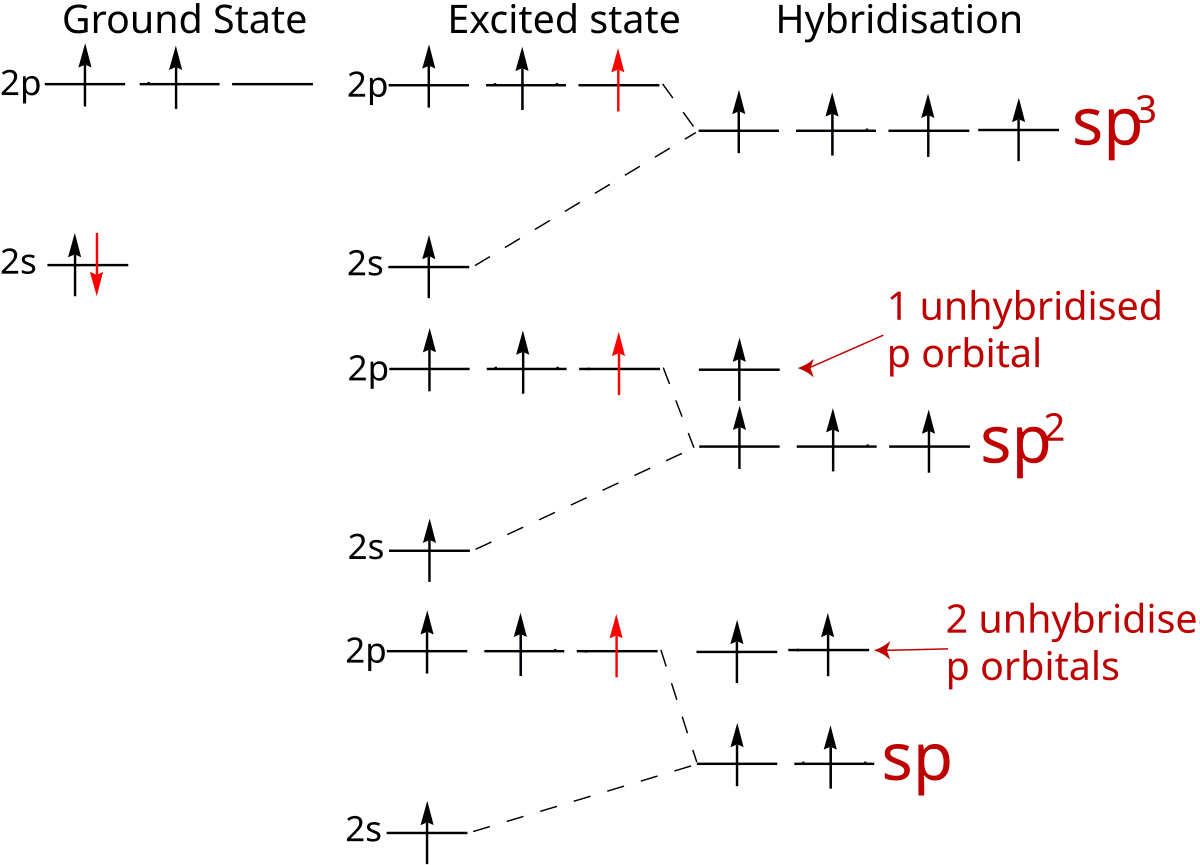 Ground State
Excited state
Hybridisation
2p
2p
sp3
2s
2s
1 unhybridised
p orbital
2p
sp2
2s
2 unhybridise
p orbitals
2p
sp
2s